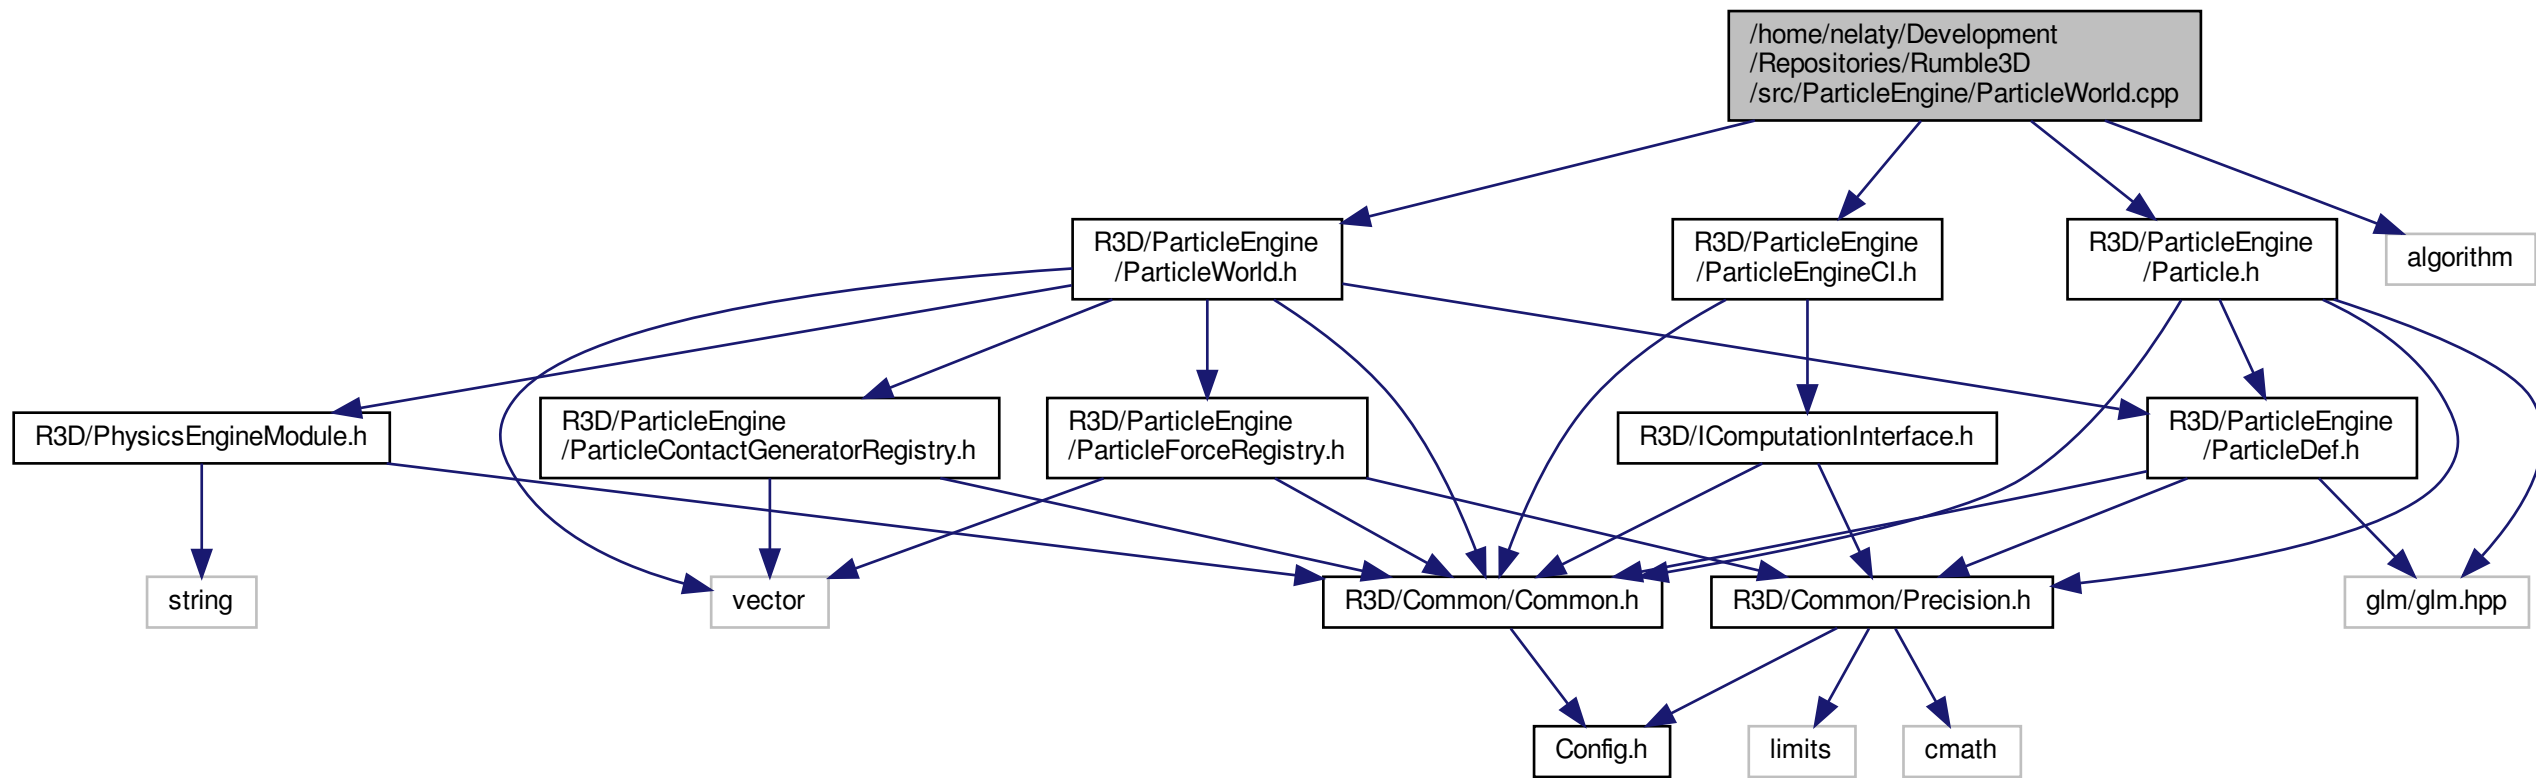 /home/nelaty/Development
/Repositories/Rumble3D
/src/ParticleEngine/ParticleWorld.cpp
R3D/ParticleEngine
/ParticleWorld.h
R3D/ParticleEngine
/ParticleEngineCI.h
R3D/ParticleEngine
/Particle.h
algorithm
R3D/PhysicsEngineModule.h
R3D/ParticleEngine
/ParticleContactGeneratorRegistry.h
R3D/ParticleEngine
/ParticleForceRegistry.h
R3D/IComputationInterface.h
R3D/ParticleEngine
/ParticleDef.h
string
vector
R3D/Common/Common.h
R3D/Common/Precision.h
glm/glm.hpp
Config.h
limits
cmath